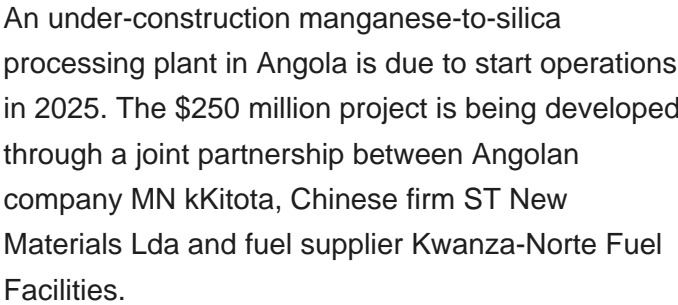 An under-construction manganese-to-silica
processing plant in Angola is due to start operations
in 2025. The $250 million project is being developed
through a joint partnership between Angolan
company MN kKitota, Chinese firm ST New
Materials Lda and fuel supplier Kwanza-Norte Fuel
Facilities.